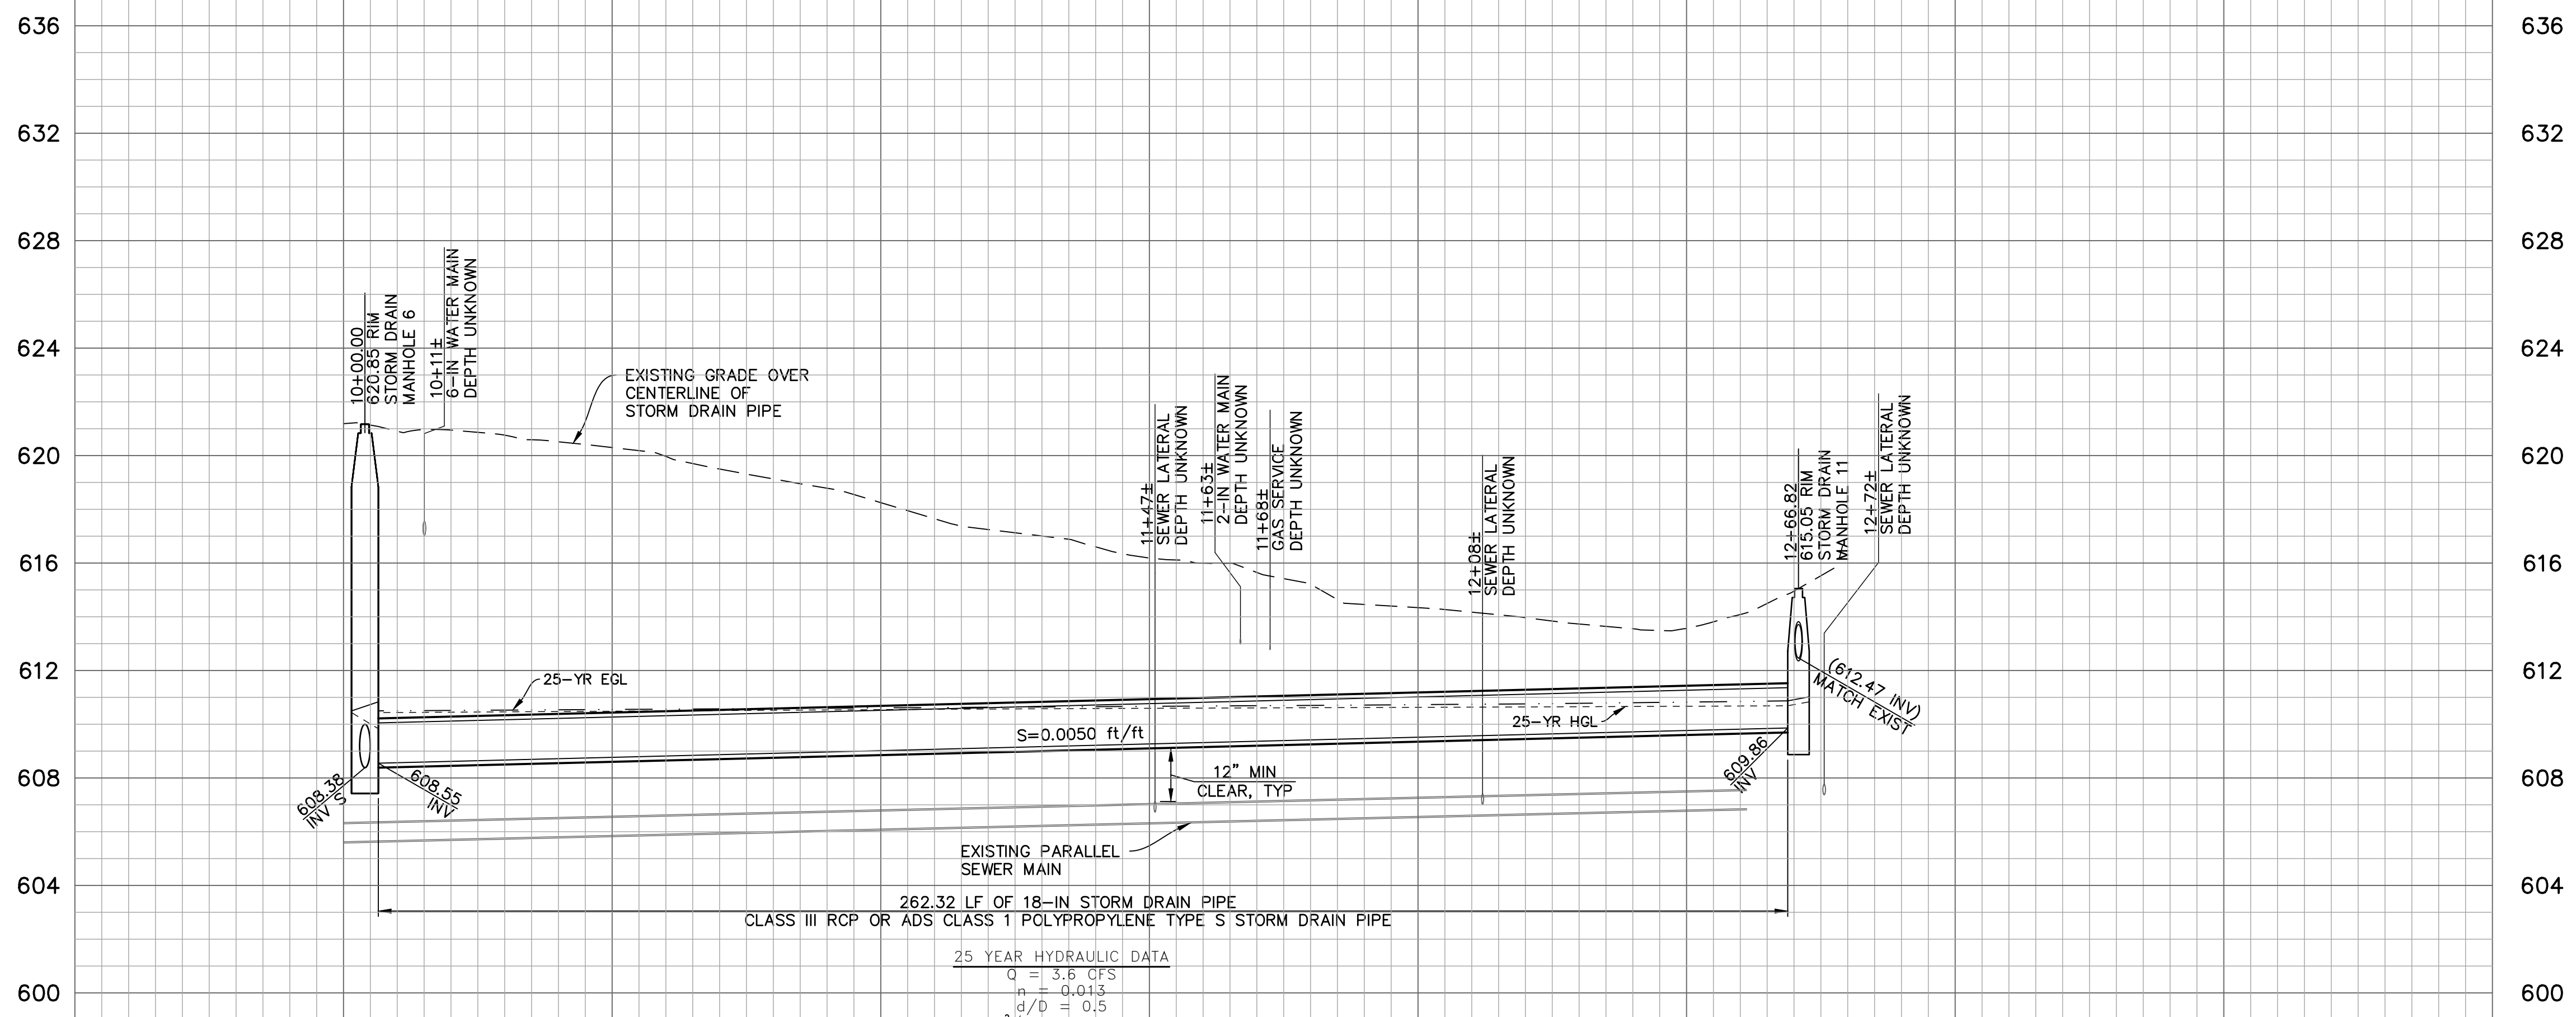 636
636
632
632
628
628
624
624
620
620
616
616
612
612
608
608
604
604
600
600
10+00.00
620.85 RIM
STORM DRAIN
MANHOLE 6
10+11±
6-IN WATER MAIN
DEPTH UNKNOWN
EXISTING GRADE OVER
CENTERLINE OF
STORM DRAIN PIPE
11+47±
SEWER LATERAL
DEPTH UNKNOWN
11+63±
2-IN WATER MAIN
DEPTH UNKNOWN
11+68±
GAS SERVICE
DEPTH UNKNOWN
12+08±
SEWER LATERAL
DEPTH UNKNOWN
12+66.82
615.05 RIM
STORM DRAIN
MANHOLE 11
12+72±
SEWER LATERAL
DEPTH UNKNOWN
25-YR EGL
(612.47 INV)
MATCH EXIST
25-YR HGL
S=0.0050 ft/ft
608.38
INV S
608.55
INV
12" MIN
CLEAR, TYP
609.86
INV
EXISTING PARALLEL
SEWER MAIN
262.32 LF OF 18-IN STORM DRAIN PIPE
CLASS III RCP OR ADS CLASS 1 POLYPROPYLENE TYPE S STORM DRAIN PIPE
25 YEAR HYDRAULIC DATA
Q = 3.6 CFS
n = 0.013
d/D = 0.5